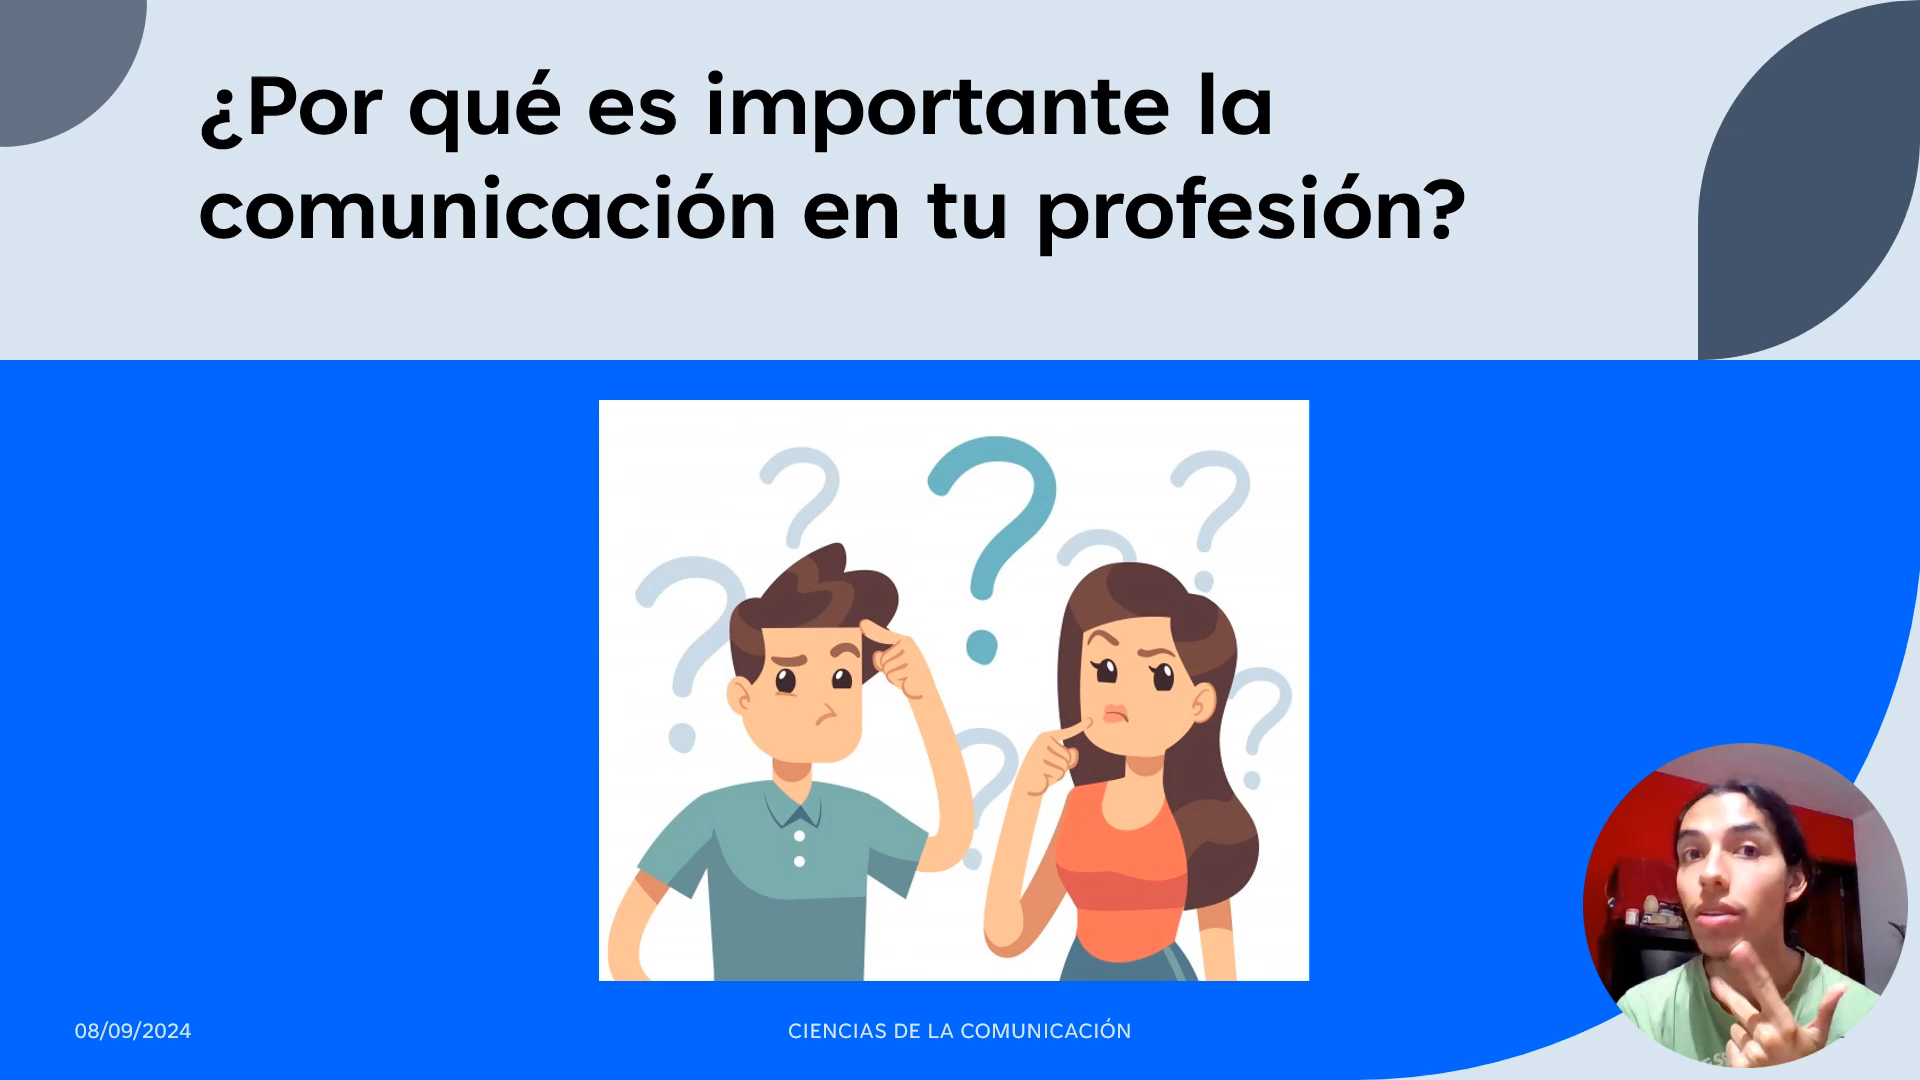 ¿Por qué es importante la
comunicación en tu profesión?
08/09/2024
CIENCIAS DE LA COMUNICACIÓN